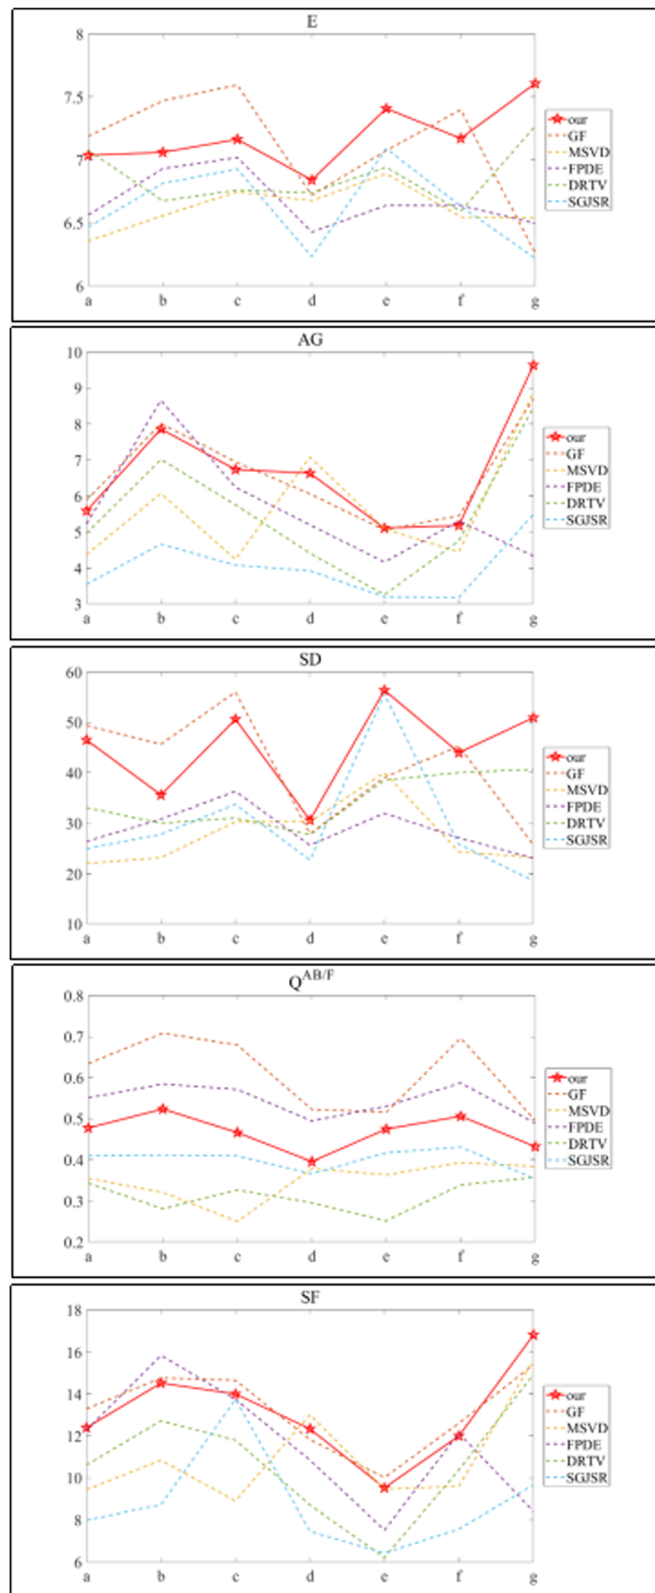 E
8
7.5
7
6.5
6
a b c d e f g
our
GF
MSVD
FPDE
DRTV
SGJSR
AG
10
9
8
7
6
5
4
3
a b c d e f g
our
GF
MSVD
FPDE
DRTV
SGJSR
SD
60
50
40
30
20
10
a b c d e f g
our
GF
MSVD
FPDE
DRTV
SGJSR
Q^AB/F
0.8
0.7
0.6
0.5
0.4
0.3
0.2
a b c d e f g
our
GF
MSVD
FPDE
DRTV
SGJSR
SF
18
16
14
12
10
8
6
a b c d e f g
our
GF
MSVD
FPDE
DRTV
SGJSR